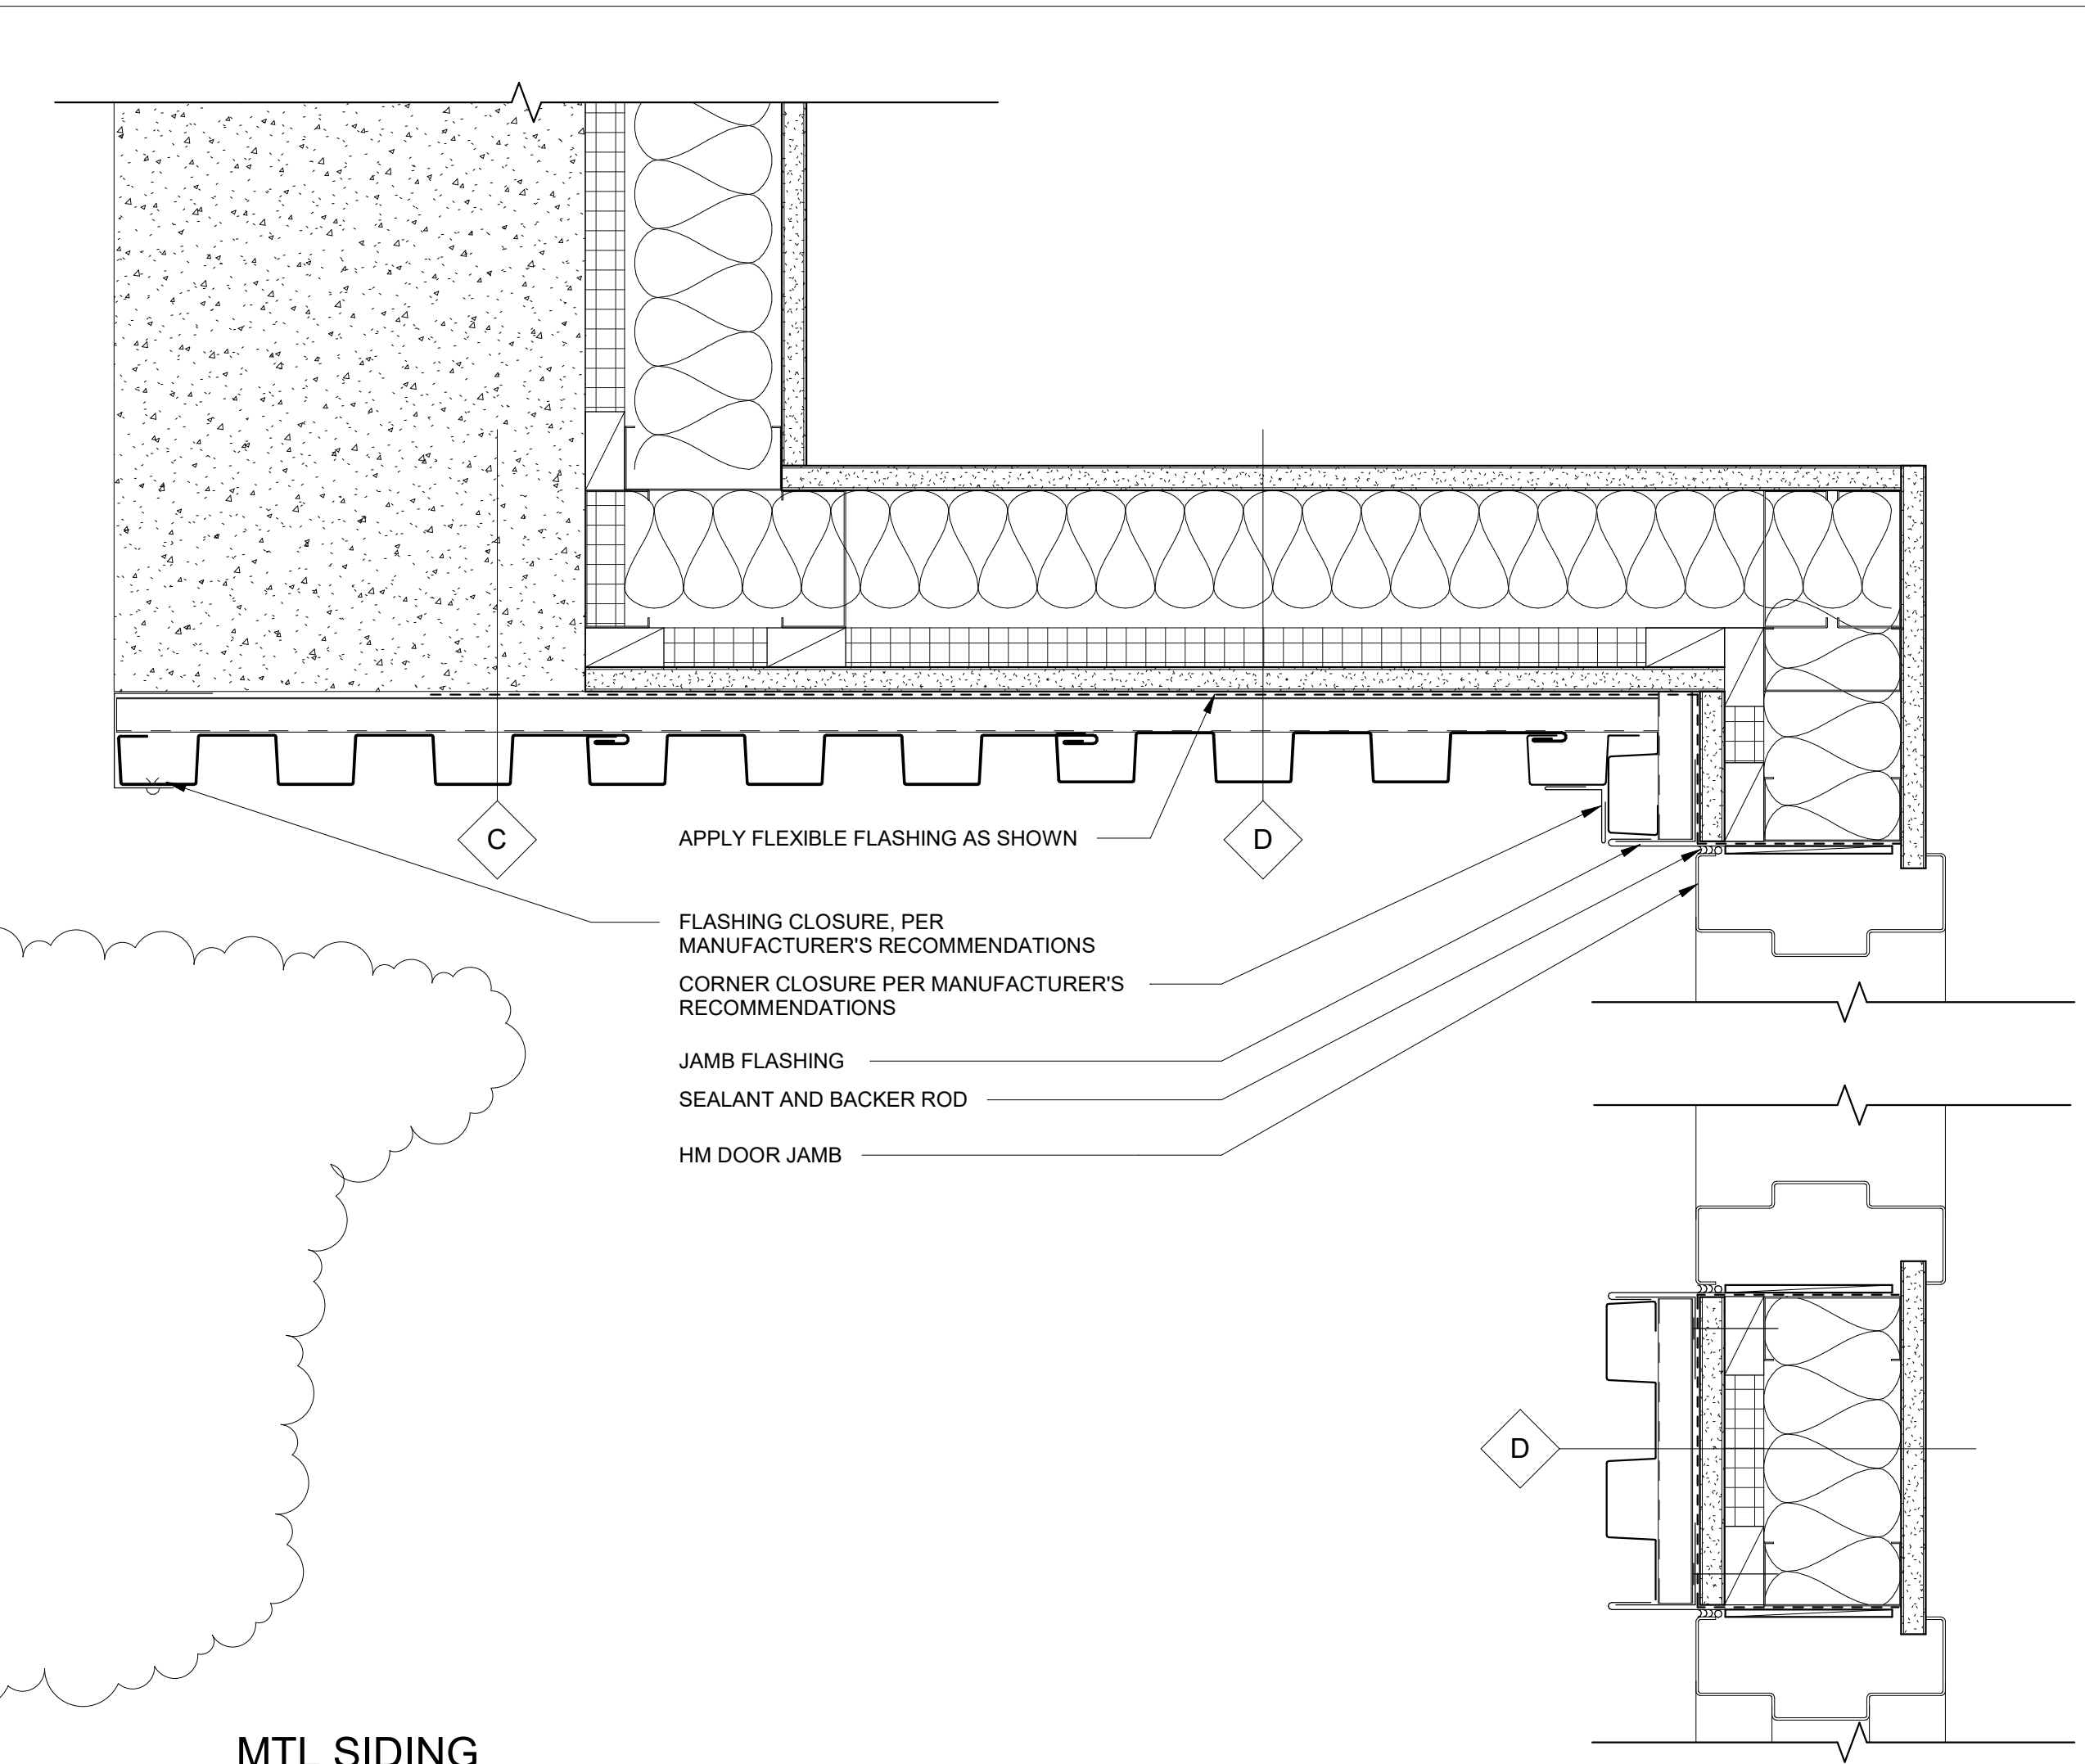 C
APPLY FLEXIBLE FLASHING AS SHOWN
D
FLASHING CLOSURE, PER
MANUFACTURER'S RECOMMENDATIONS
CORNER CLOSURE PER MANUFACTURER'S
RECOMMENDATIONS
JAMB FLASHING
SEALANT AND BACKER ROD
HM DOOR JAMB
D
MTL SIDING